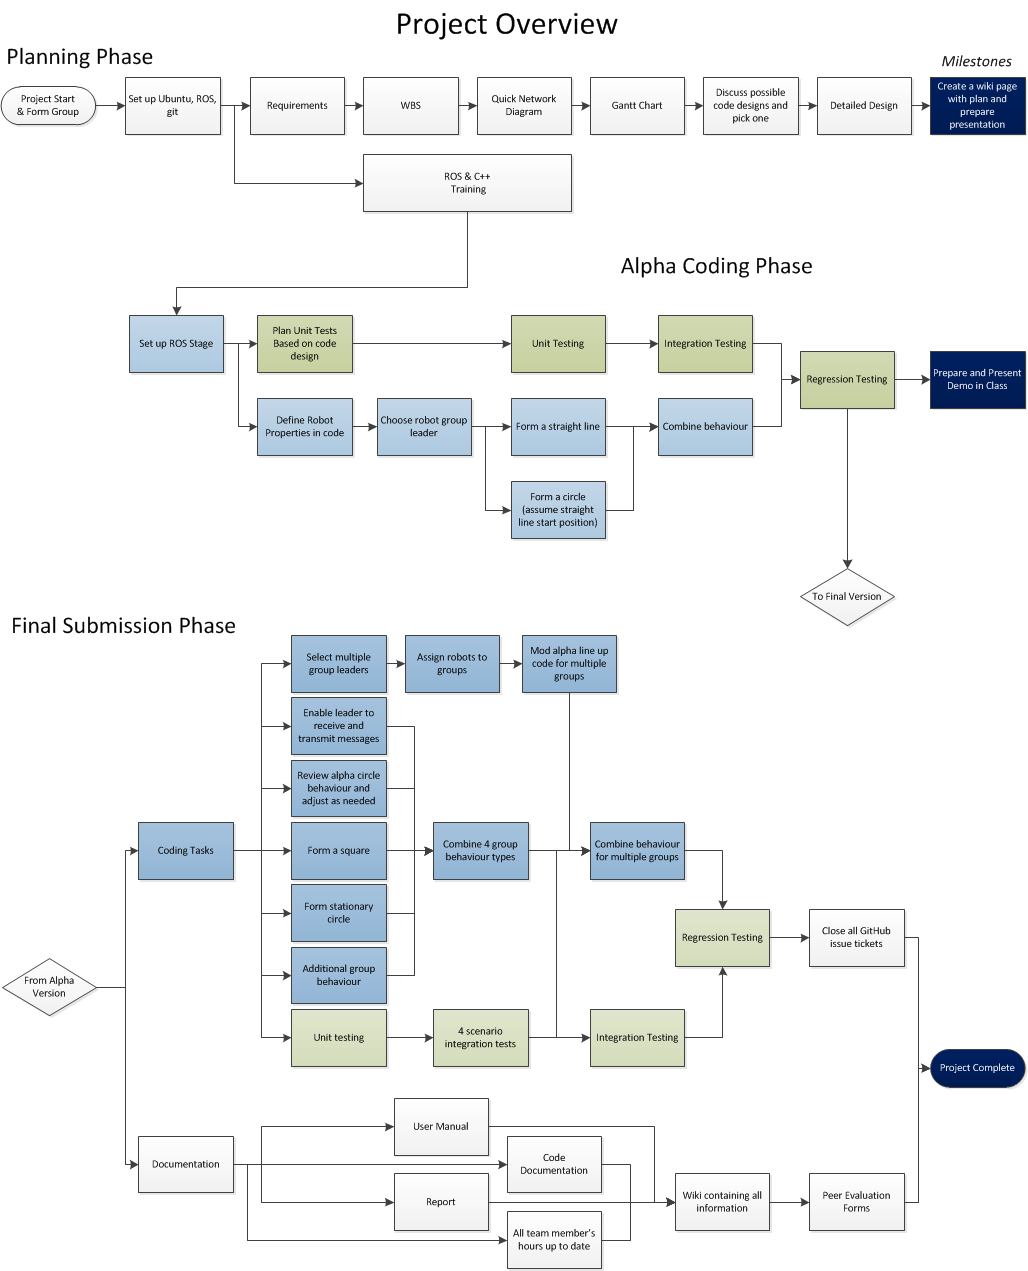 Project Overview
Planning Phase
Milestones
Project Start
& Form Group
Set up Ubuntu, ROS,
git
Requirements
WBS
Quick Network
Diagram
Gantt Chart
Discuss possible
code designs and
pick one
Detailed Design
Create a wiki page
with plan and
prepare
presentation
ROS & C++
Training
Alpha Coding Phase
Set up ROS Stage
Plan Unit Tests
Based on code
design
Unit Testing
Integration Testing
Regression Testing
Prepare and Present
Demo in Class
Define Robot
Properties in code
Choose robot group
leader
Form a straight line
Combine behaviour
Form a circle
(assume straight
line start position)
To Final Version
Final Submission Phase
Select multiple
group leaders
Assign robots to
groups
Mod alpha line up
code for multiple
groups
Enable leader to
receive and
transmit messages
Review alpha circle
behaviour and
adjust as needed
Coding Tasks
Form a square
Combine 4 group
behaviour types
Combine behaviour
for multiple groups
Form stationary
circle
Regression Testing
Close all GitHub
issue tickets
From Alpha
Version
Additional group
behaviour
Unit testing
4 scenario
integration tests
Integration Testing
Project Complete
User Manual
Documentation
Code
Documentation
Report
Wiki containing all
information
Peer Evaluation
Forms
All team member's
hours up to date